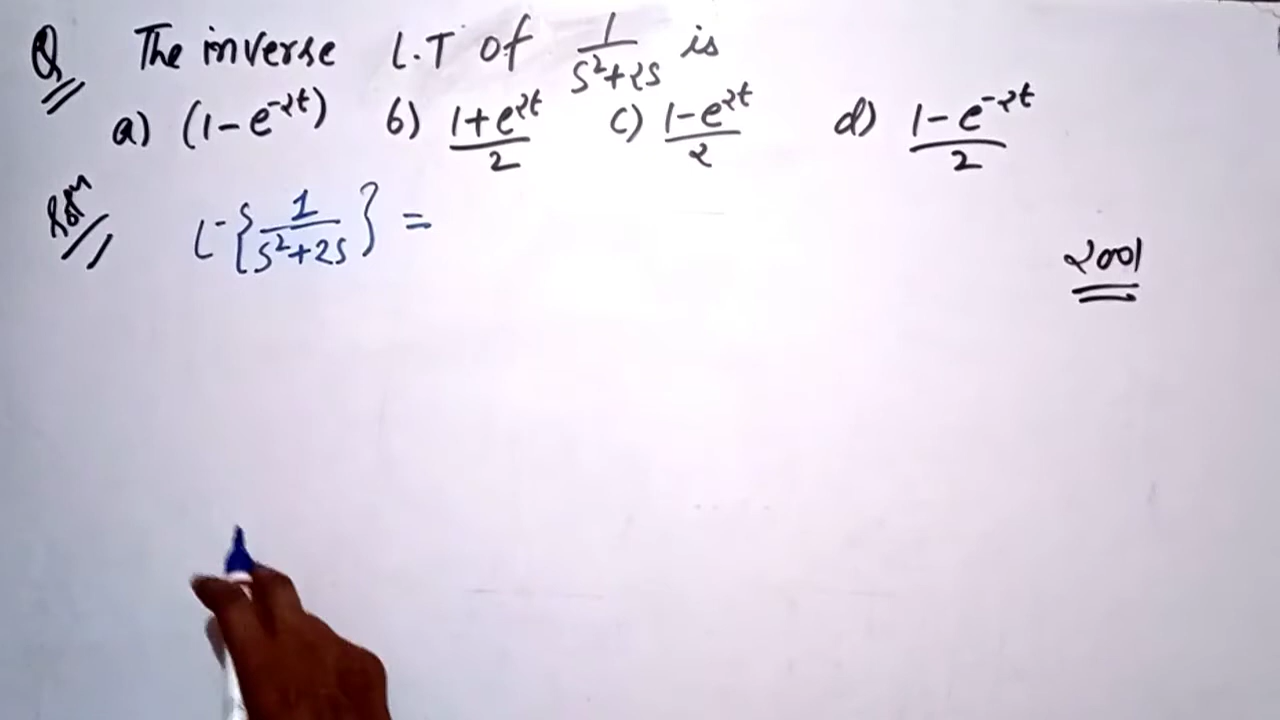 Q The inverse L.T of 1/(s²+2s) is
a) (1-e^-2t) b) (1+e^2t)/2 c) (1-e^2t)/2 d) (1-e^-2t)/2
Sol^n L^-{1/(s²+2s)} =
2001